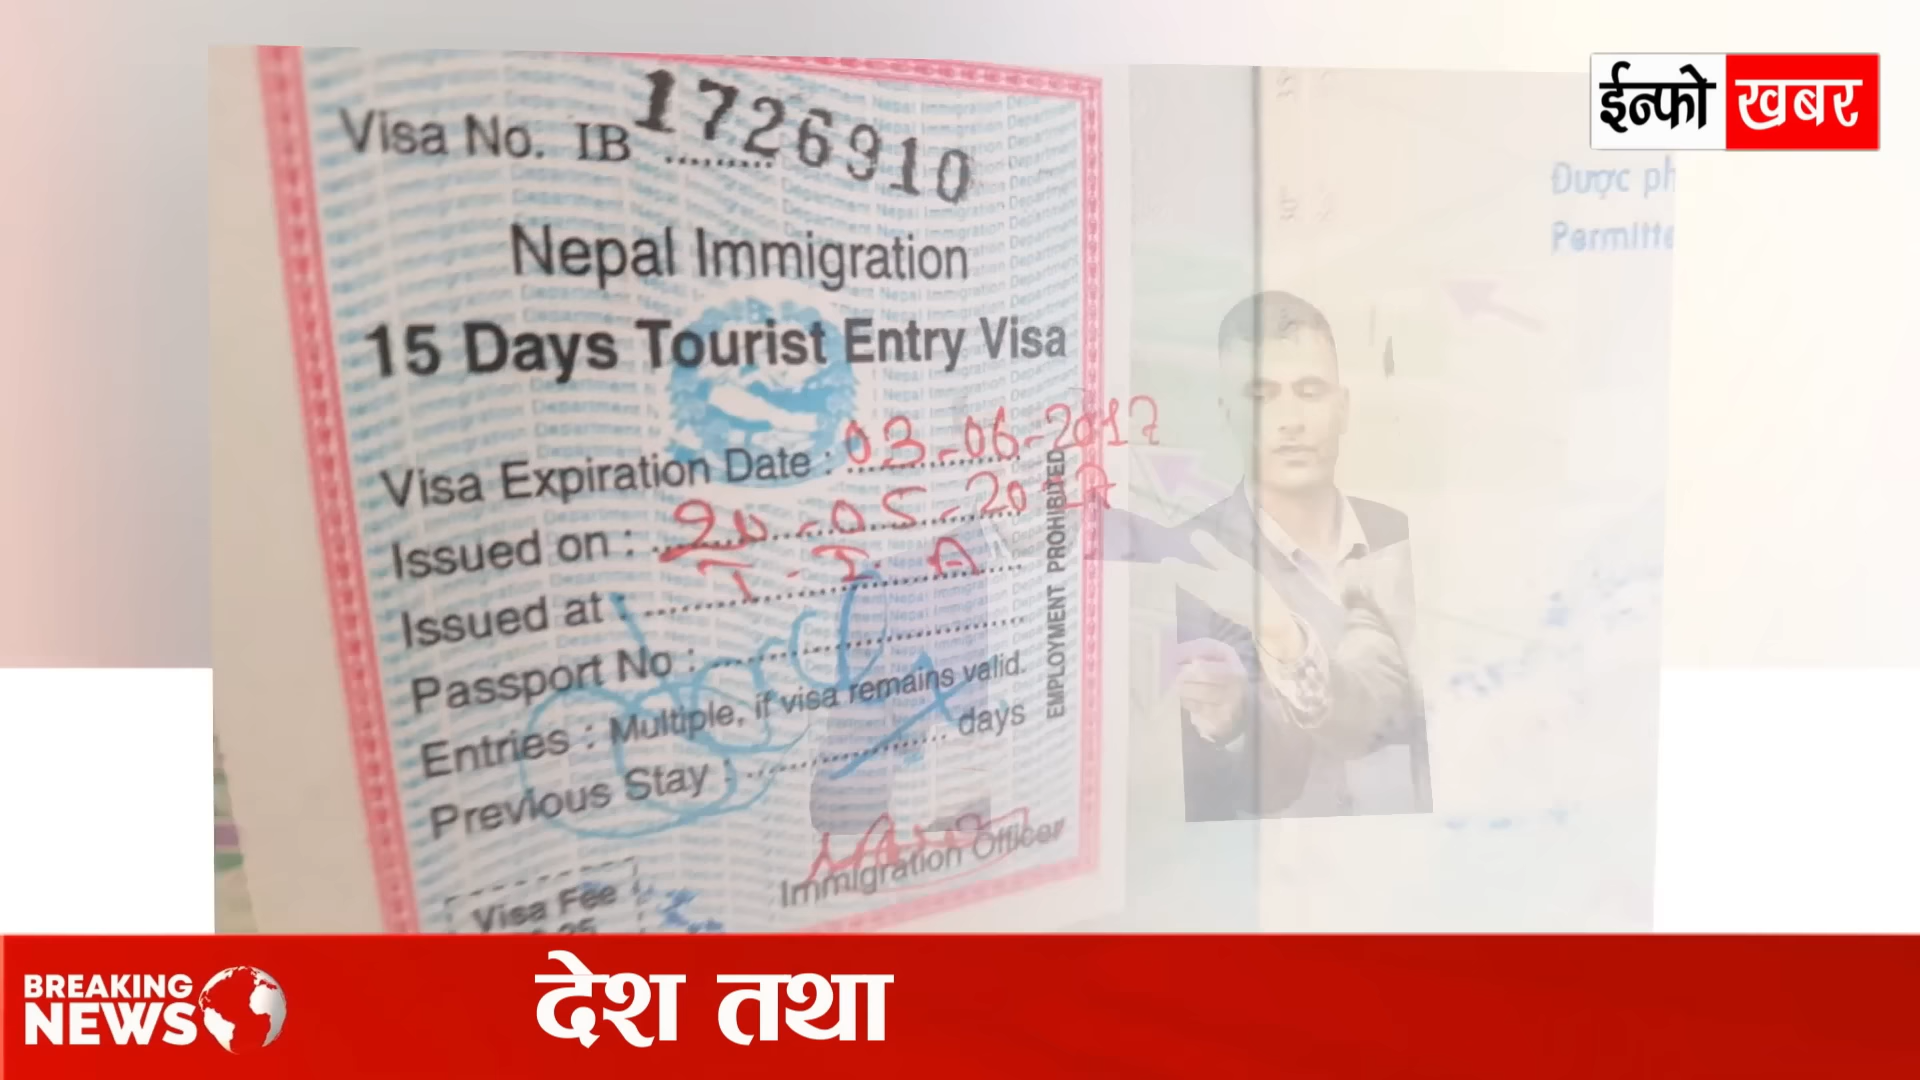 ईन्फो खबर
Visa No. IB 1726910
Nepal Immigration
15 Days Tourist Entry Visa
Visa Expiration Date : 03-06-2017
Issued on : 20-05-2017
Issued at : T.I.A
Passport No :
Entries : Multiple, if visa remains valid.
Previous Stay : days
EMPLOYMENT PROHIBITED
Immigration Officer
Visa Fee
Được ph
Permitte
BREAKING
NEWS
देश तथा